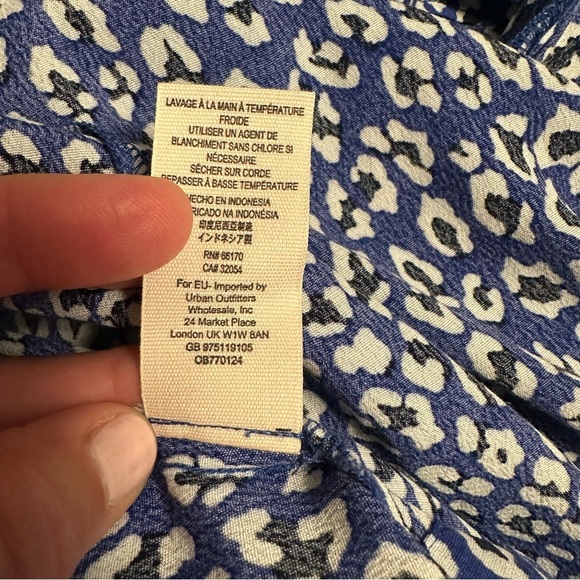 LAVAGE À LA MAIN À TEMPÉRATURE
FROIDE
UTILISER UN AGENT DE
BLANCHIMENT SANS CHLORE SI
NÉCESSAIRE
SÉCHER SUR CORDE
REPASSER À BASSE TEMPÉRATURE
HECHO EN INDONESIA
FABRICADO NA INDONÉSIA
印度尼西亚制造
インドネシア製
RN# 66170
CA# 32054
For EU- Imported by
Urban Outfitters
Wholesale, Inc
24 Market Place
London UK W1W 8AN
GB 975119105
OB770124